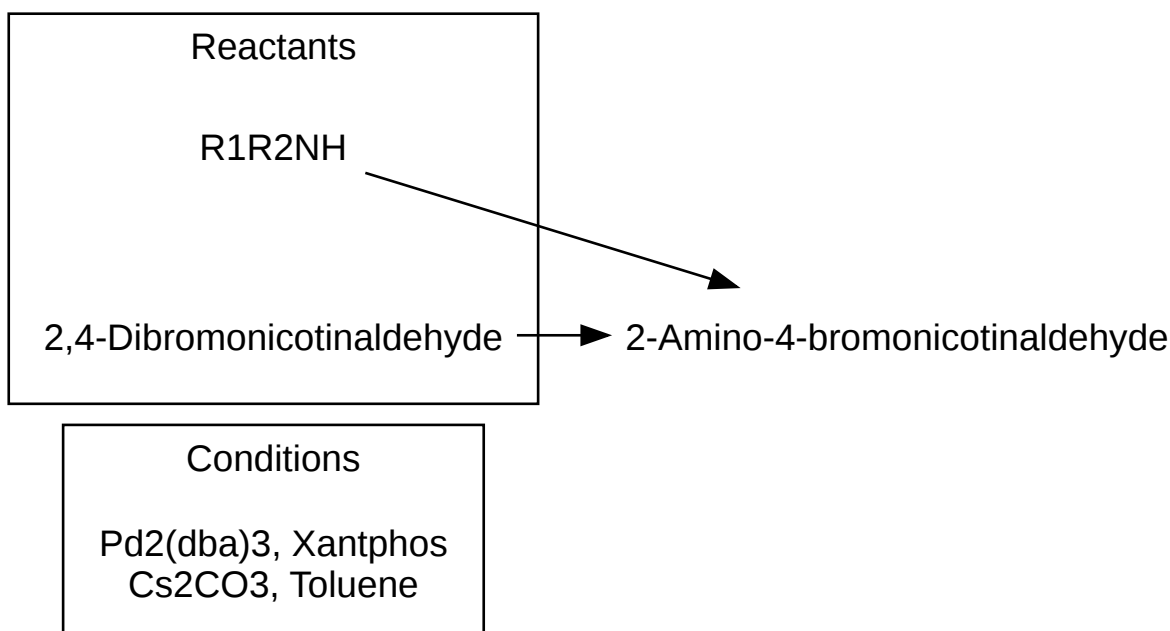 Reactants
R1R2NH
2,4-Dibromonicotinaldehyde
2-Amino-4-bromonicotinaldehyde
Conditions
Pd2(dba)3, Xantphos
Cs2CO3, Toluene